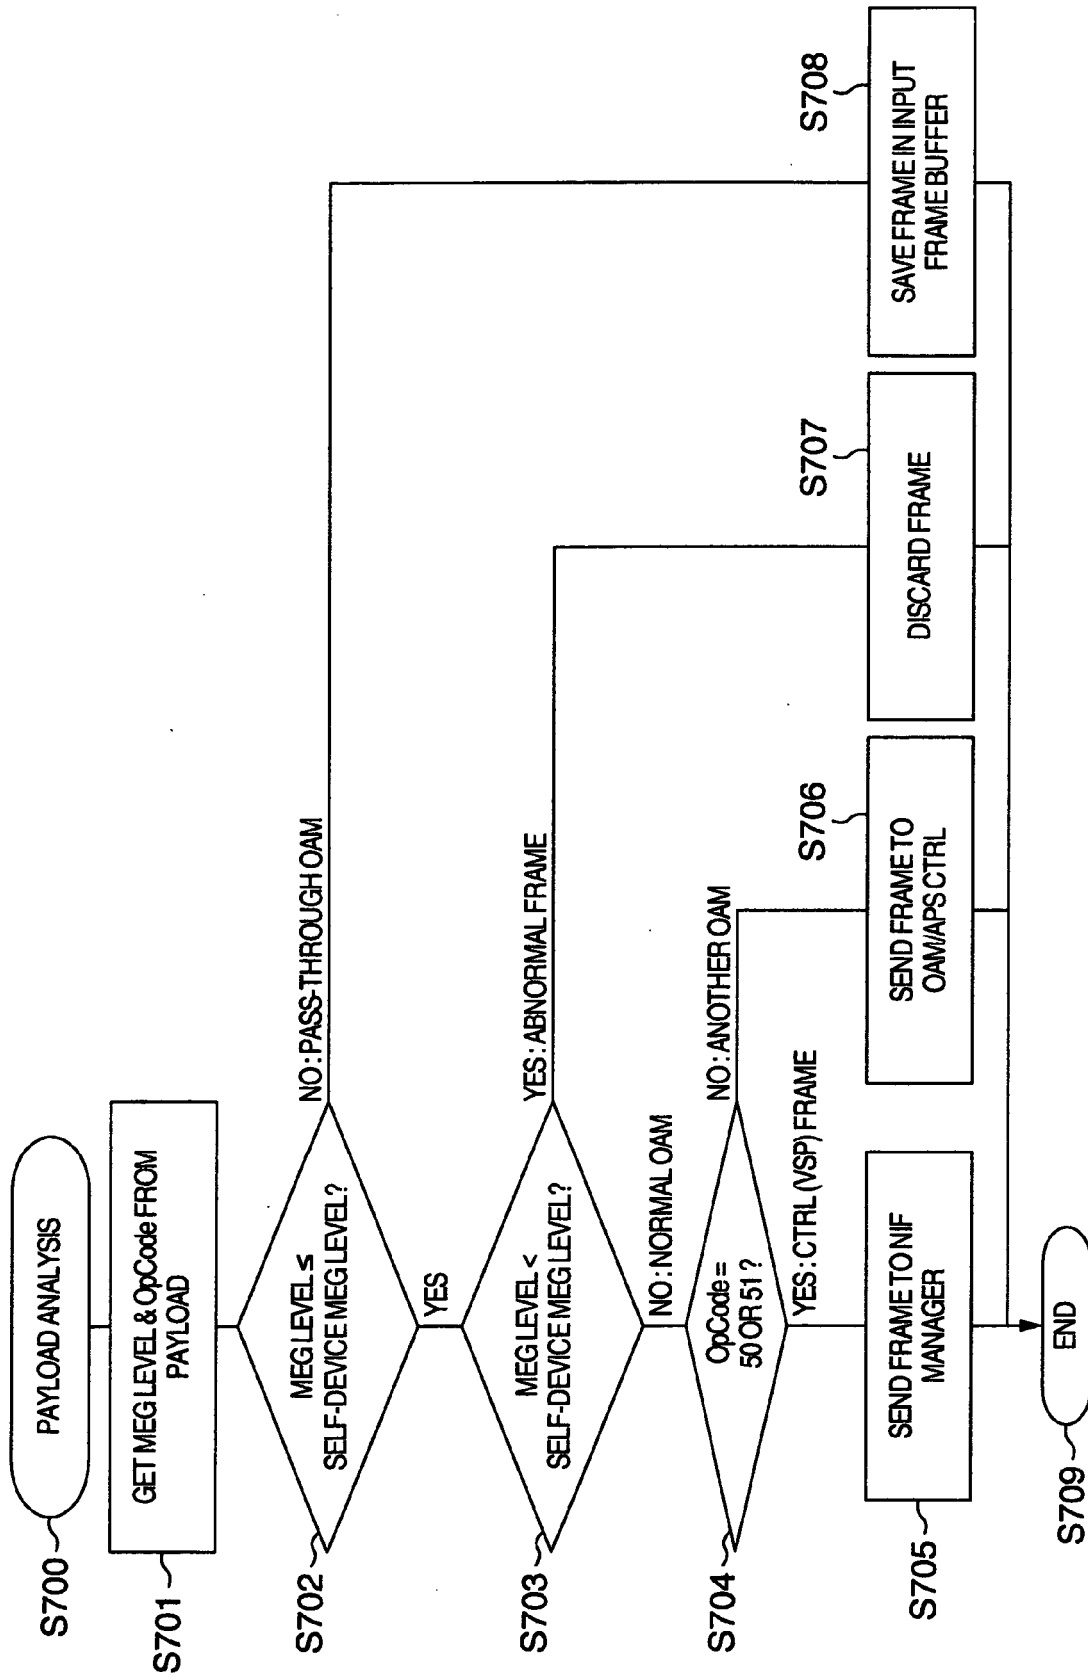 S700
PAYLOAD ANALYSIS
S701
GET MEG LEVEL & OpCode FROM
PAYLOAD
S702
MEG LEVEL ≤
SELF-DEVICE MEG LEVEL?
NO : PASS-THROUGH OAM
YES
S703
MEG LEVEL <
SELF-DEVICE MEG LEVEL?
YES : ABNORMAL FRAME
NO : NORMAL OAM
S704
OpCode =
50 OR 51 ?
NO : ANOTHER OAM
YES : CTRL (VSP) FRAME
S705
SEND FRAME TO NIF
MANAGER
S706
SEND FRAME TO
OAM/APS CTRL
S707
DISCARD FRAME
S708
SAVE FRAME IN INPUT
FRAME BUFFER
S709
END